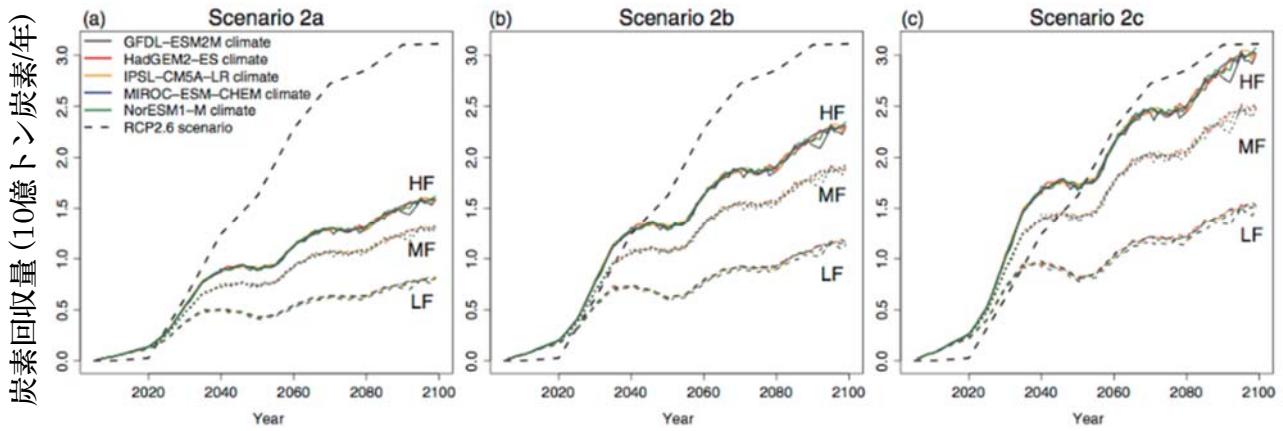 炭素回収量 (10億トン炭素/年)
(a) Scenario 2a
GFDL–ESM2M climate
HadGEM2–ES climate
IPSL–CM5A–LR climate
MIROC–ESM–CHEM climate
NorESM1–M climate
RCP2.6 scenario
HF
MF
LF
0.0 0.5 1.0 1.5 2.0 2.5 3.0
2020 2040 2060 2080 2100
Year
(b) Scenario 2b
HF
MF
LF
0.0 0.5 1.0 1.5 2.0 2.5 3.0
2020 2040 2060 2080 2100
Year
(c) Scenario 2c
HF
MF
LF
0.0 0.5 1.0 1.5 2.0 2.5 3.0
2020 2040 2060 2080 2100
Year